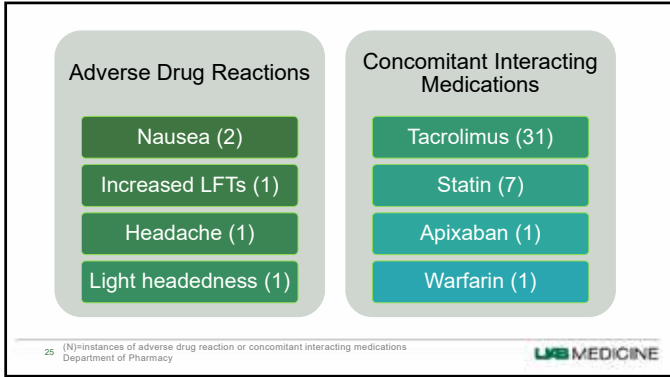 Adverse Drug Reactions
Nausea (2)
Increased LFTs (1)
Headache (1)
Light headedness (1)
Concomitant Interacting
Medications
Tacrolimus (31)
Statin (7)
Apixaban (1)
Warfarin (1)
25
(N)=instances of adverse drug reaction or concomitant interacting medications
Department of Pharmacy
UAB MEDICINE